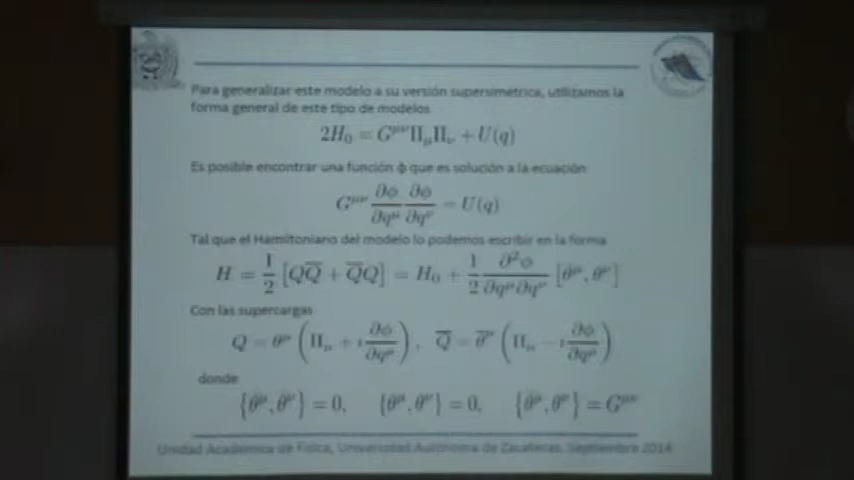 Para generalizar este modelo a su versión supersimétrica, utilizamos la
forma general de este tipo de modelos
2H₀ = G^{μν}Π_μΠ_ν + U(q)
Es posible encontrar una función ϕ que es solución a la ecuación
G^{μν} ∂ϕ/∂q^μ ∂ϕ/∂q^ν = U(q)
Tal que el Hamiltoniano del modelo lo podemos escribir en la forma
H = 1/2 [QQ̅ + Q̅Q] = H₀ + 1/2 ∂²ϕ/∂q^μ∂q^ν [θ̅^μ, θ^ν]
Con las supercargas
Q = θ^μ (Π_μ + i ∂ϕ/∂q^μ), Q̅ = θ̅^μ (Π_μ − i ∂ϕ/∂q^μ)
donde
{θ̅^μ, θ̅^ν} = 0, {θ^μ, θ^ν} = 0, {θ̅^μ, θ^ν} = G^{μν}
Unidad Académica de Física, Universidad Autónoma de Zacatecas. Septiembre 2014